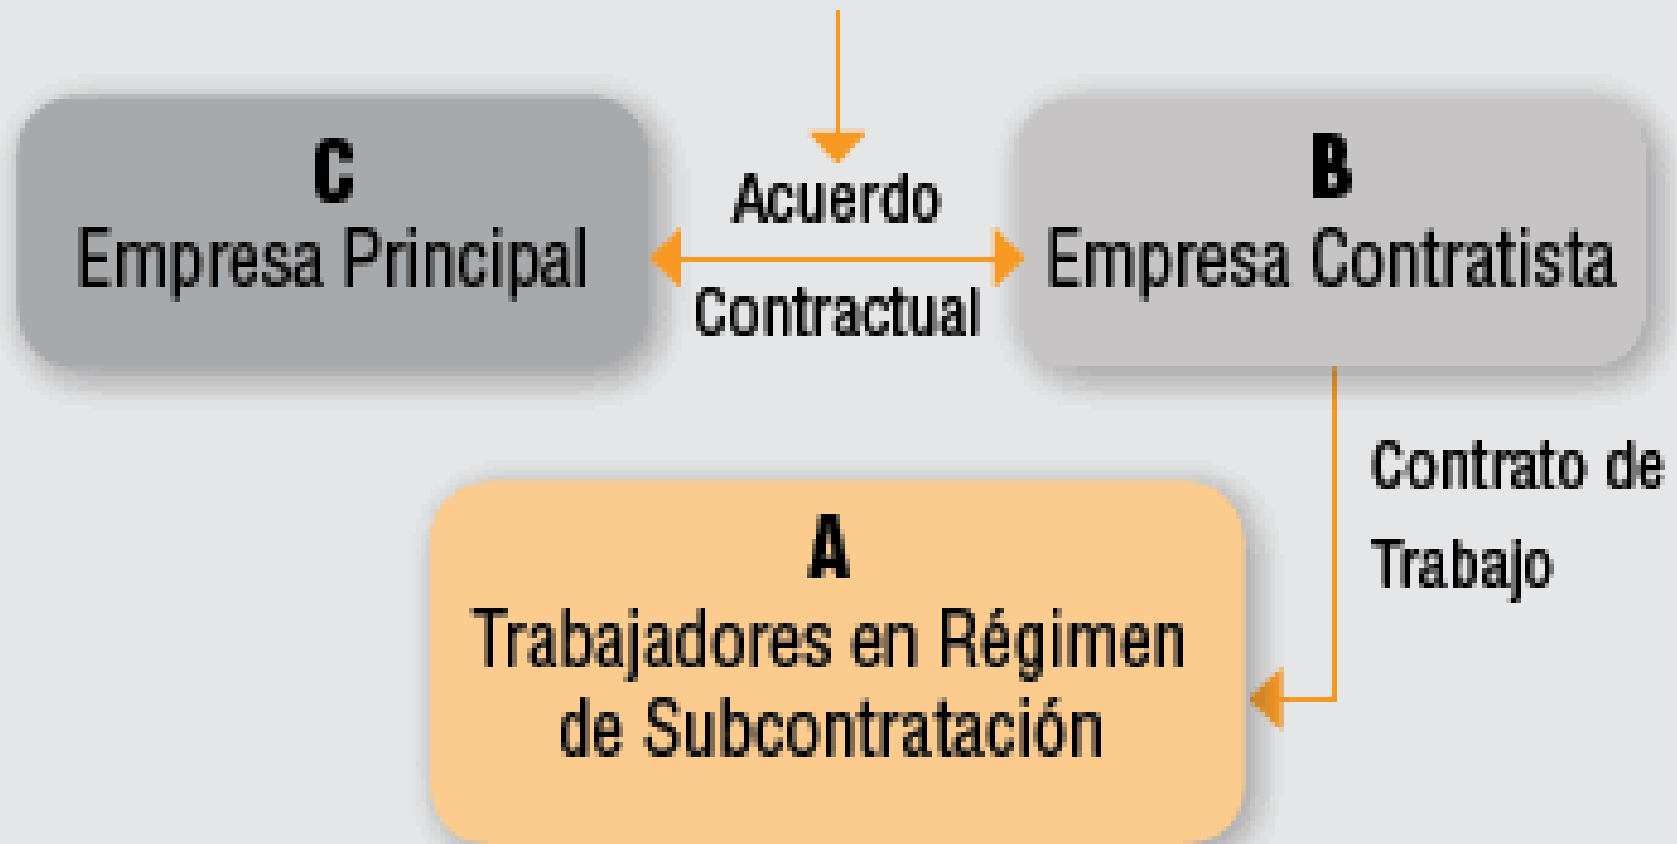 C
Empresa Principal
Acuerdo
Contractual
B
Empresa Contratista
Contrato de
Trabajo
A
Trabajadores en Régimen
de Subcontratación